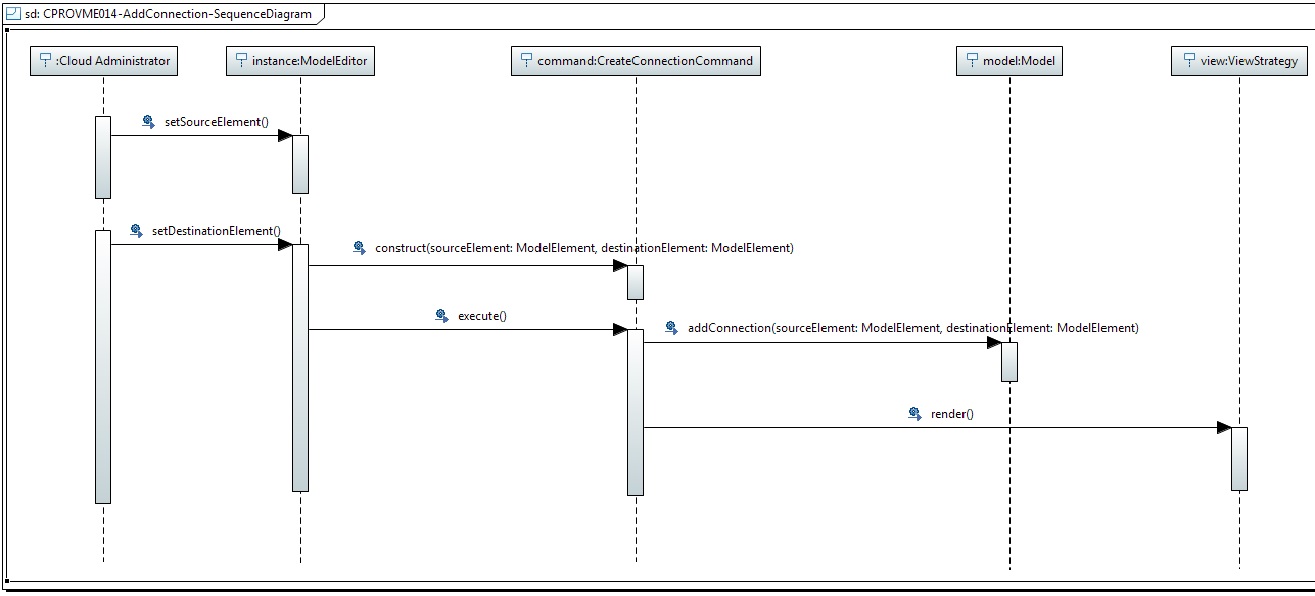 sd: CPROVME014-AddConnection-SequenceDiagram
:Cloud Administrator
instance:ModelEditor
command:CreateConnectionCommand
model:Model
view:ViewStrategy
setSourceElement()
setDestinationElement()
construct(sourceElement: ModelElement, destinationElement: ModelElement)
execute()
addConnection(sourceElement: ModelElement, destinationElement: ModelElement)
render()